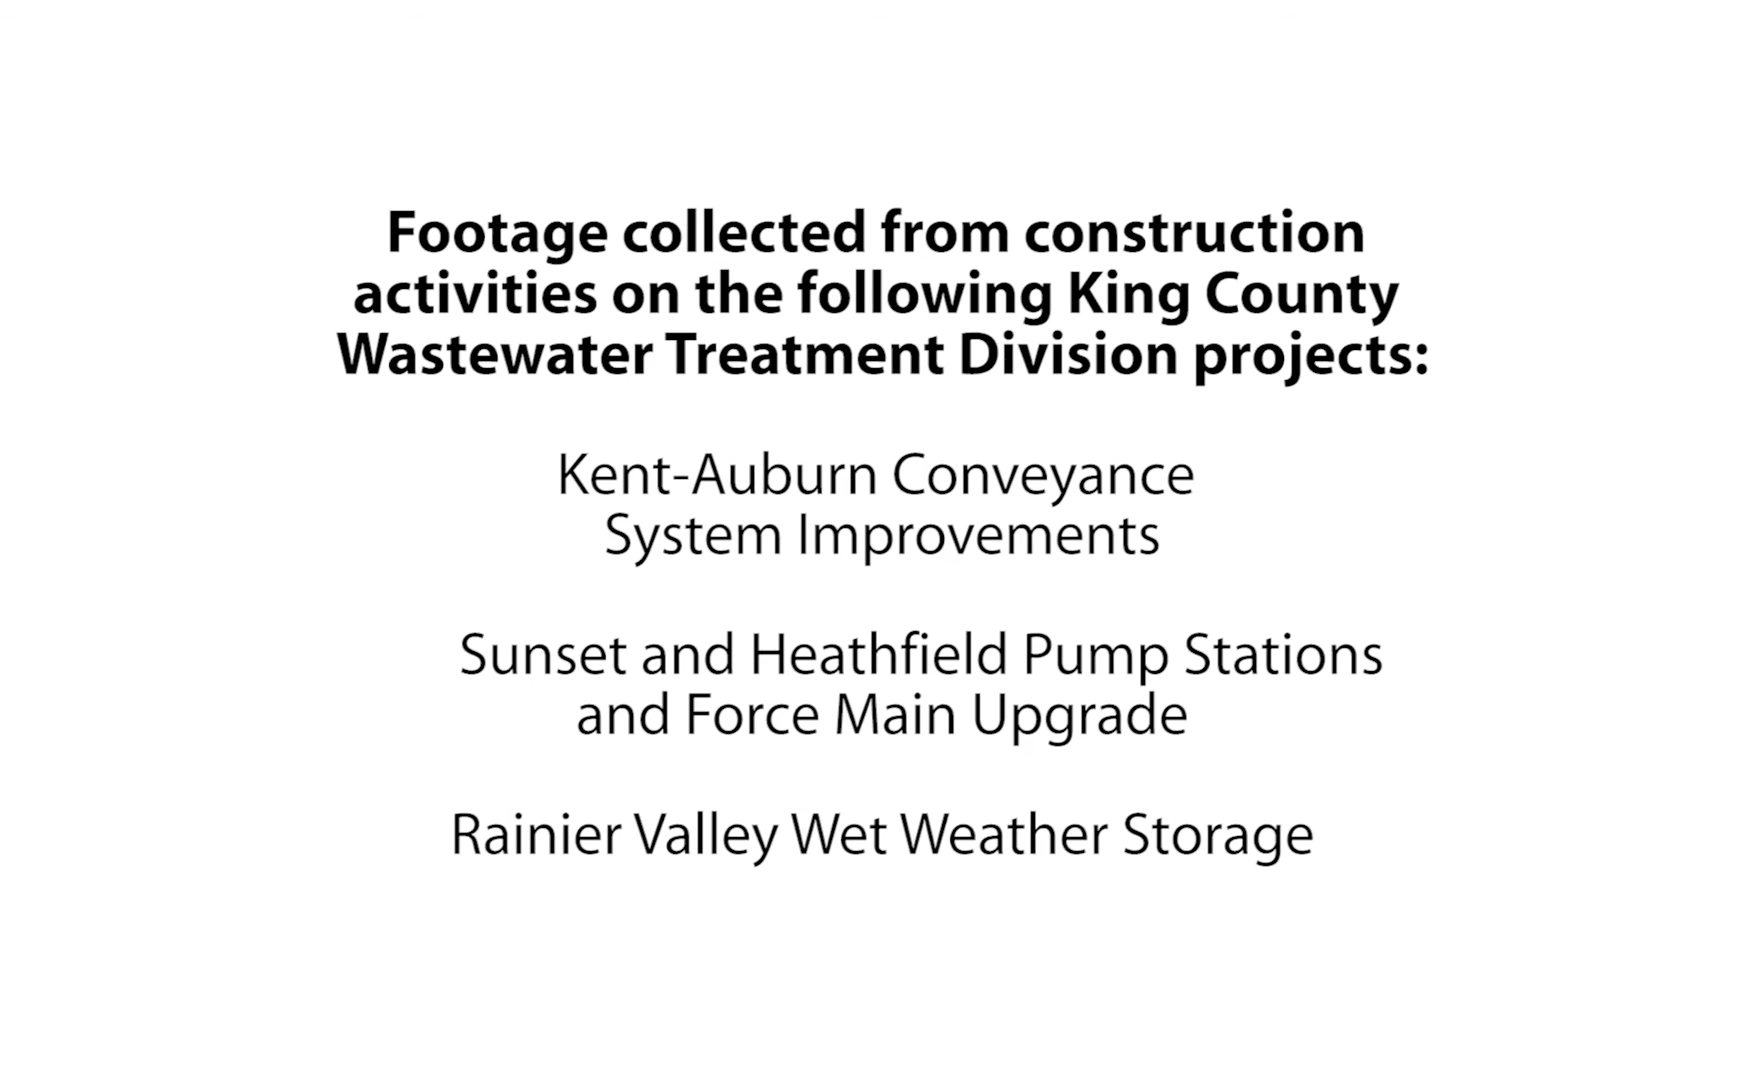 Footage collected from construction
activities on the following King County
Wastewater Treatment Division projects:
Kent-Auburn Conveyance
System Improvements
Sunset and Heathfield Pump Stations
and Force Main Upgrade
Rainier Valley Wet Weather Storage